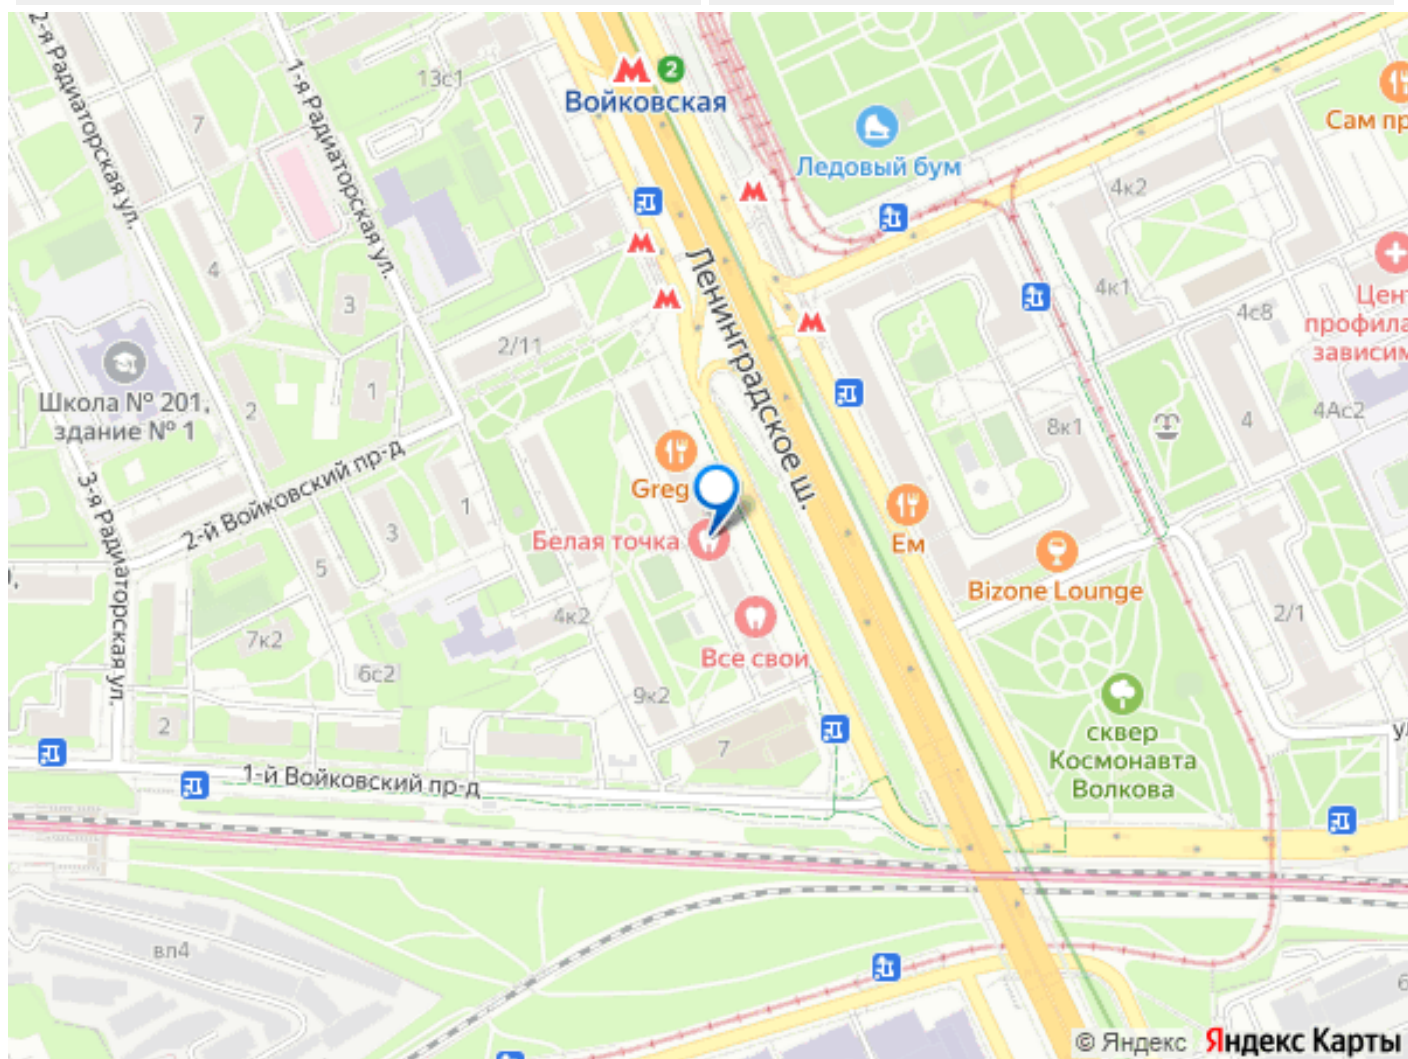 2-я Радиаторская ул.
1-я Радиаторская ул.
13с1
2
Войковская
Сам пр
Ледовый бум
7
4к2
4
3
Ленинградское ш.
4к1
4с8
Цен
профила
зависим
2/11
1
Школа № 201,
здание № 1
2
8к1
4
4Ас2
2-й Войковский пр-д
3-я Радиаторская ул.
Greg
1
3
Белая точка
Ем
Bizone Lounge
5
7к2
4к2
2/1
6с2
Все свои
9к2
2
7
сквер
Космонавта
Волкова
1-й Войковский пр-д
вл4
6
© Яндекс Яндекс Карты